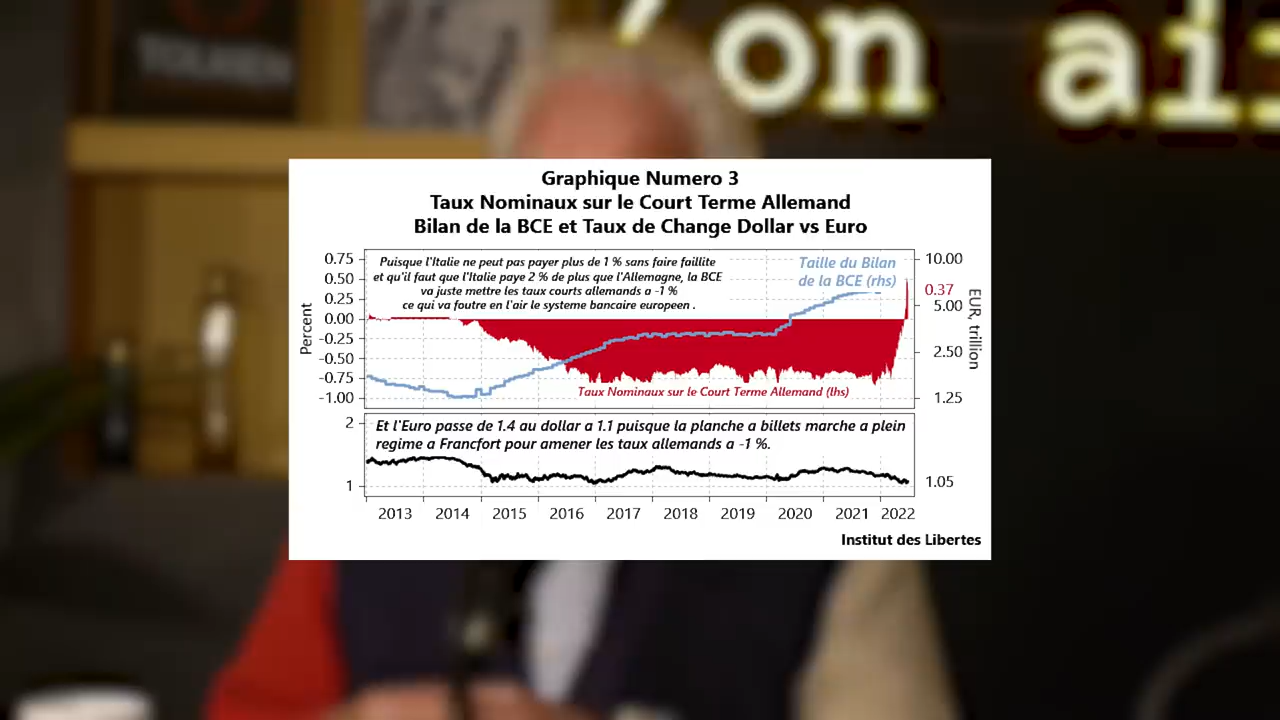 TOLKIEN
on ai
Graphique Numero 3
Taux Nominaux sur le Court Terme Allemand
Bilan de la BCE et Taux de Change Dollar vs Euro
Puisque l'Italie ne peut pas payer plus de 1 % sans faire faillite
et qu'il faut que l'Italie paye 2 % de plus que l'Allemagne, la BCE
va juste mettre les taux courts allemands a -1 %
ce qui va foutre en l'air le systeme bancaire europeen .
Taille du Bilan
de la BCE (rhs)
0.75
0.50
0.25
0.00
-0.25
-0.50
-0.75
-1.00
Percent
10.00
0.37
5.00
2.50
1.25
EUR, trillion
Taux Nominaux sur le Court Terme Allemand (lhs)
Et l'Euro passe de 1.4 au dollar a 1.1 puisque la planche a billets marche a plein
regime a Francfort pour amener les taux allemands a -1 %.
2
1
1.05
2013 2014 2015 2016 2017 2018 2019 2020 2021 2022
Institut des Libertes